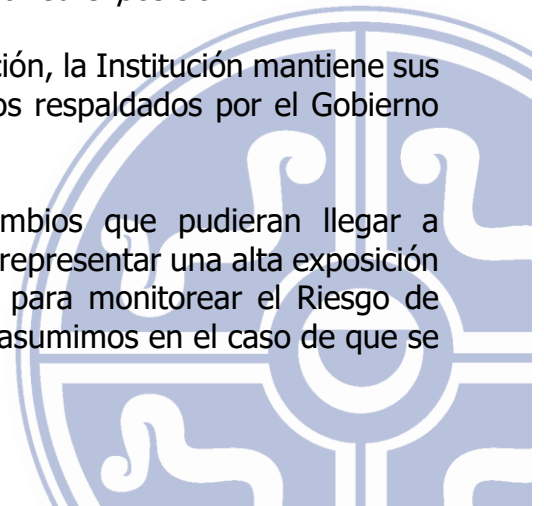 ción, la Institución mantiene sus
os respaldados por el Gobierno
mbios que pudieran llegar a
representar una alta exposición
para monitorear el Riesgo de
asumimos en el caso de que se